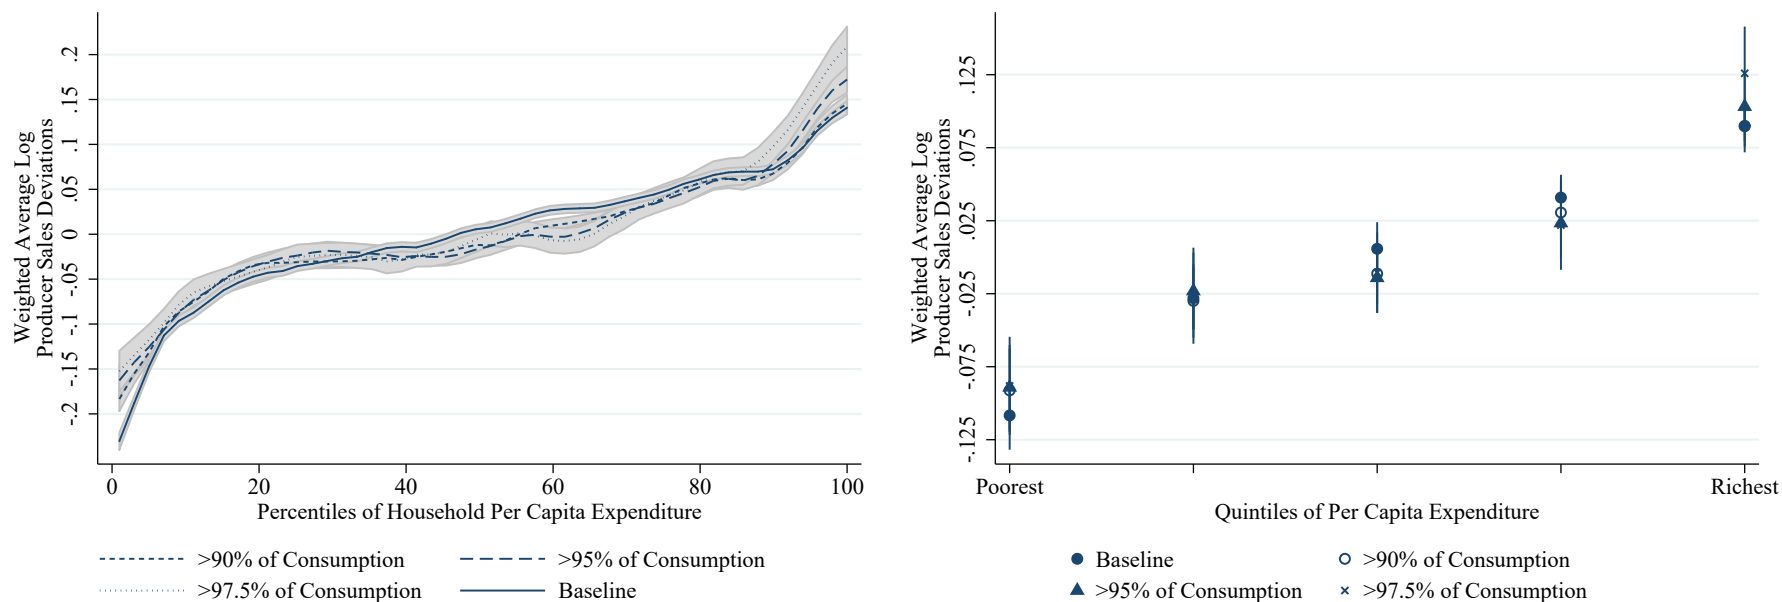 Weighted Average Log
Producer Sales Deviations
.2
.15
.1
.05
0
-.05
-.1
-.15
-.2
0 20 40 60 80 100
Percentiles of Household Per Capita Expenditure
>90% of Consumption >95% of Consumption
>97.5% of Consumption Baseline
Weighted Average Log
Producer Sales Deviations
.125
.075
.025
-.025
-.075
-.125
Poorest Richest
Quintiles of Per Capita Expenditure
Baseline >90% of Consumption
>95% of Consumption >97.5% of Consumption